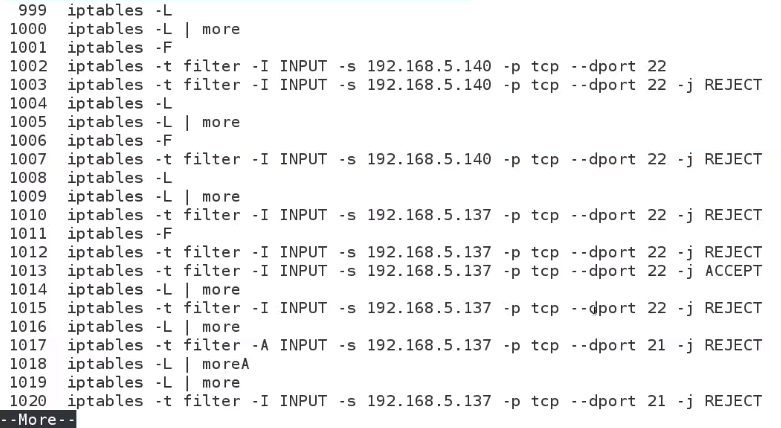 999 iptables -L
1000 iptables -L | more
1001 iptables -F
1002 iptables -t filter -I INPUT -s 192.168.5.140 -p tcp --dport 22
1003 iptables -t filter -I INPUT -s 192.168.5.140 -p tcp --dport 22 -j REJECT
1004 iptables -L
1005 iptables -L | more
1006 iptables -F
1007 iptables -t filter -I INPUT -s 192.168.5.140 -p tcp --dport 22 -j REJECT
1008 iptables -L
1009 iptables -L | more
1010 iptables -t filter -I INPUT -s 192.168.5.137 -p tcp --dport 22 -j REJECT
1011 iptables -F
1012 iptables -t filter -I INPUT -s 192.168.5.137 -p tcp --dport 22 -j REJECT
1013 iptables -t filter -I INPUT -s 192.168.5.137 -p tcp --dport 22 -j ACCEPT
1014 iptables -L | more
1015 iptables -t filter -I INPUT -s 192.168.5.137 -p tcp --dport 22 -j REJECT
1016 iptables -L | more
1017 iptables -t filter -A INPUT -s 192.168.5.137 -p tcp --dport 21 -j REJECT
1018 iptables -L | moreA
1019 iptables -L | more
1020 iptables -t filter -I INPUT -s 192.168.5.137 -p tcp --dport 21 -j REJECT
--More--